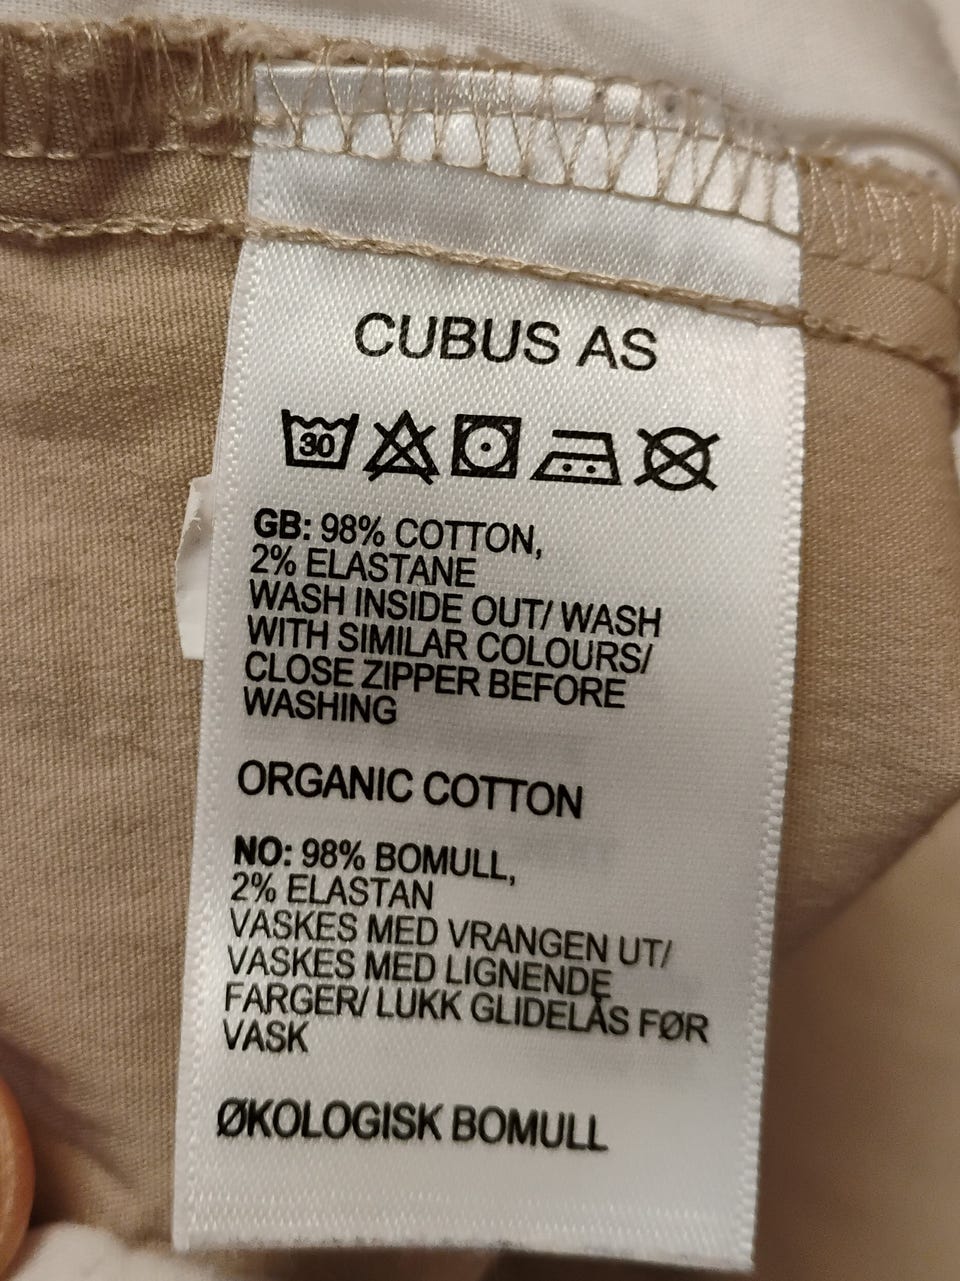 CUBUS AS
30
GB: 98% COTTON,
2% ELASTANE
WASH INSIDE OUT/ WASH
WITH SIMILAR COLOURS/
CLOSE ZIPPER BEFORE
WASHING
ORGANIC COTTON
NO: 98% BOMULL,
2% ELASTAN
VASKES MED VRANGEN UT/
VASKES MED LIGNENDE
FARGER/ LUKK GLIDELÅS FØR
VASK
ØKOLOGISK BOMULL